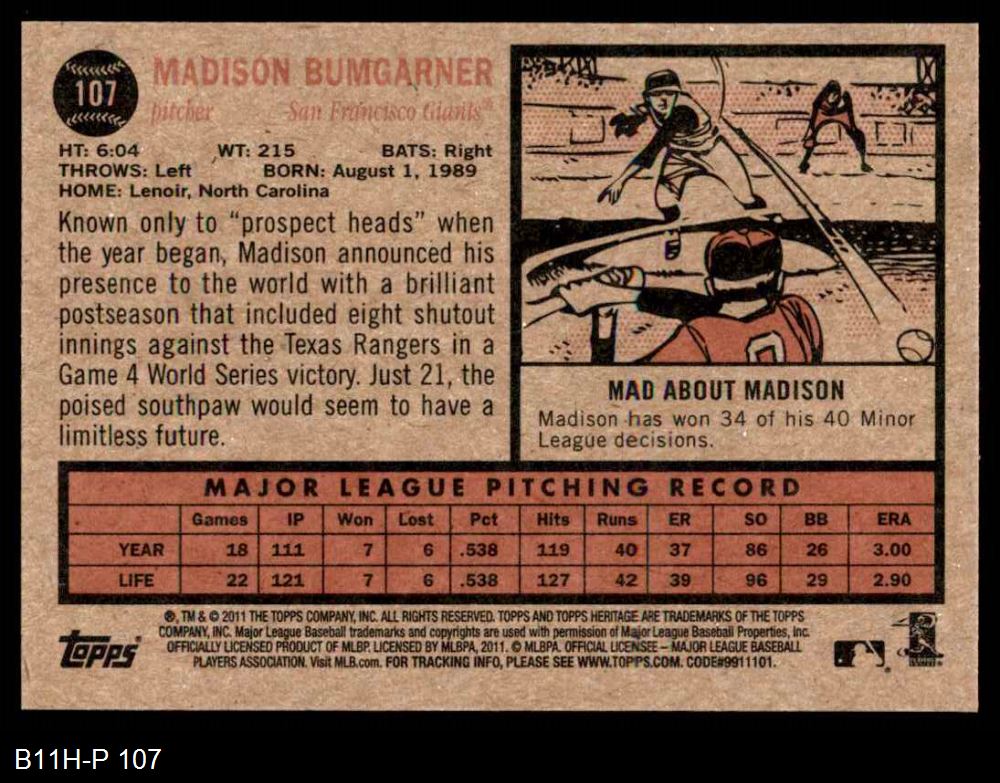 107
MADISON BUMGARNER
pitcher San Francisco Giants®
HT: 6:04 WT: 215 BATS: Right
THROWS: Left BORN: August 1, 1989
HOME: Lenoir, North Carolina
Known only to “prospect heads” when
the year began, Madison announced his
presence to the world with a brilliant
postseason that included eight shutout
innings against the Texas Rangers in a
Game 4 World Series victory. Just 21, the
poised southpaw would seem to have a
limitless future.
MAD ABOUT MADISON
Madison has won 34 of his 40 Minor
League decisions.
MAJOR LEAGUE PITCHING RECORD
Games IP Won Lost Pct Hits Runs ER SO BB ERA
YEAR 18 111 7 6 .538 119 40 37 86 26 3.00
LIFE 22 121 7 6 .538 127 42 39 96 29 2.90
®, TM & © 2011 THE TOPPS COMPANY, INC. ALL RIGHTS RESERVED. TOPPS AND TOPPS HERITAGE ARE TRADEMARKS OF THE TOPPS
COMPANY, INC. Major League Baseball trademarks and copyrights are used with permission of Major League Baseball Properties, Inc.
OFFICIALLY LICENSED PRODUCT OF MLBP. LICENSED BY MLBPA, 2011. © MLBPA. OFFICIAL LICENSEE – MAJOR LEAGUE BASEBALL
PLAYERS ASSOCIATION. Visit MLB.com. FOR TRACKING INFO, PLEASE SEE WWW.TOPPS.COM. CODE#9911101.
Topps
B11H-P 107